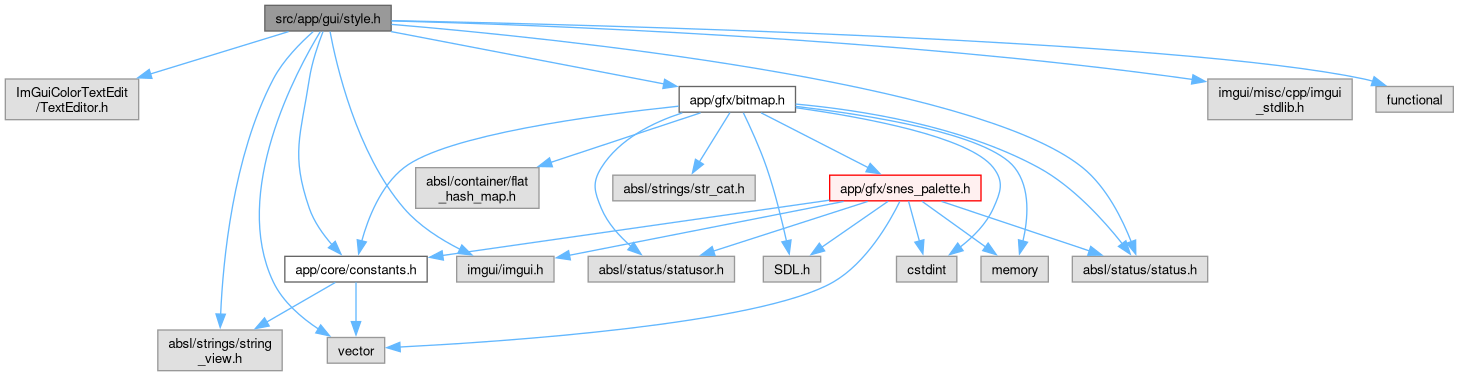 src/app/gui/style.h
ImGuiColorTextEdit
/TextEditor.h
imgui/misc/cpp/imgui
_stdlib.h
functional
app/gfx/bitmap.h
absl/container/flat
_hash_map.h
absl/strings/str_cat.h
app/gfx/snes_palette.h
app/core/constants.h
imgui/imgui.h
absl/status/statusor.h
SDL.h
cstdint
memory
absl/status/status.h
absl/strings/string
_view.h
vector